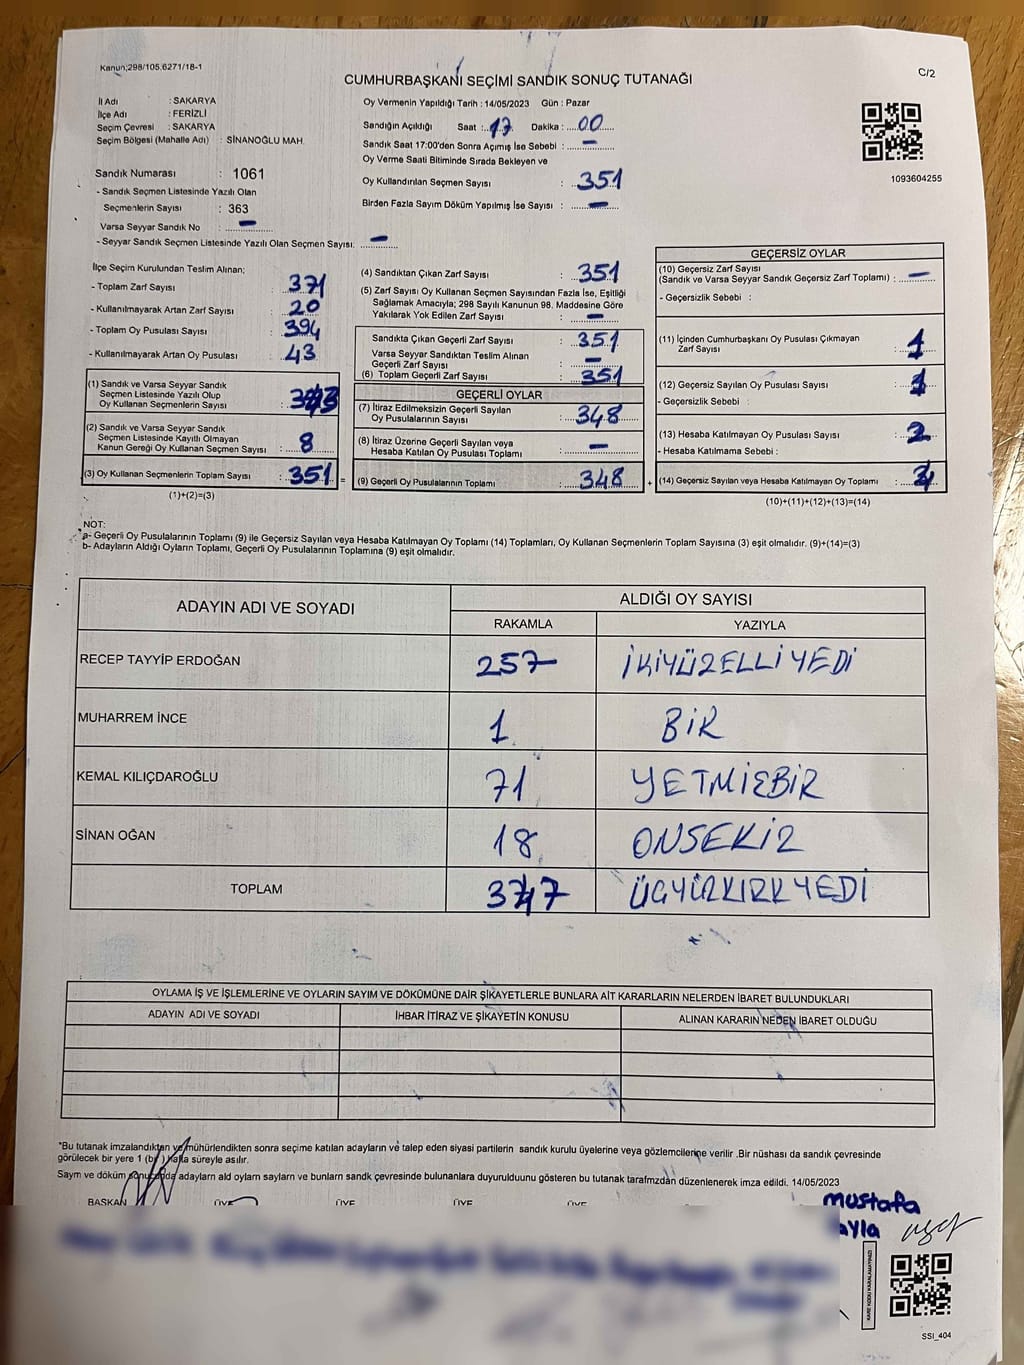 Kanun;298/105,6271/18-1
C/2
CUMHURBAŞKANI SEÇİMİ SANDIK SONUÇ TUTANAĞI
İl Adı : SAKARYA
İlçe Adı : FERİZLİ
Seçim Çevresi : SAKARYA
Seçim Bölgesi (Mahalle Adı) SİNANOĞLU MAH.
Sandık Numarası : 1061
- Sandık Seçmen Listesinde Yazılı Olan
Seçmenlerin Sayısı : 363
Varsa Seyyar Sandık No : –
- Seyyar Sandık Seçmen Listesinde Yazılı Olan Seçmen Sayısı: –
Oy Vermenin Yapıldığı Tarih : 14/05/2023 Gün : Pazar
Sandığın Açıldığı Saat : 17 Dakika : 00
Sandık Saat 17:00'den Sonra Açımış İse Sebebi : –
Oy Verme Saati Bitiminde Sırada Bekleyen ve
Oy Kullandırılan Seçmen Sayısı : 351
Birden Fazla Sayım Döküm Yapılmış İse Sayısı : –
1093604255
İlçe Seçim Kurulundan Teslim Alınan;
- Toplam Zarf Sayısı : 371
- Kullanılmayarak Artan Zarf Sayısı : 20
- Toplam Oy Pusulası Sayısı : 394
- Kullanılmayarak Artan Oy Pusulası : 43
(1) Sandık ve Varsa Seyyar Sandık
Seçmen Listesinde Yazılı Olup
Oy Kullanan Seçmenlerin Sayısı : 343
(2) Sandık ve Varsa Seyyar Sandık
Seçmen Listesinde Kayıtlı Olmayan
Kanun Gereği Oy Kullanan Seçmen Sayısı : 8
(3) Oy Kullanan Seçmenlerin Toplam Sayısı : 351 =
(1)+(2)=(3)
(4) Sandıktan Çıkan Zarf Sayısı : 351
(5) Zarf Sayısı Oy Kullanan Seçmen Sayısından Fazla İse, Eşitliği
Sağlamak Amacıyla; 298 Sayılı Kanunun 98. Maddesine Göre
Yakılarak Yok Edilen Zarf Sayısı : –
Sandıkta Çıkan Geçerli Zarf Sayısı : 351
Varsa Seyyar Sandıktan Teslim Alınan
Geçerli Zarf Sayısı : –
(6) Toplam Geçerli Zarf Sayısı : 351
GEÇERLİ OYLAR
(7) İtiraz Edilmeksizin Geçerli Sayılan
Oy Pusulalarının Sayısı : 348
(8) İtiraz Üzerine Geçerli Sayılan veya
Hesaba Katılan Oy Pusulası Toplamı : –
(9) Geçerli Oy Pusulalarının Toplamı : 348 +
GEÇERSİZ OYLAR
(10) Geçersiz Zarf Sayısı
(Sandık ve Varsa Seyyar Sandık Geçersiz Zarf Toplamı) : –
- Geçersizlik Sebebi :
(11) İçinden Cumhurbaşkanı Oy Pusulası Çıkmayan
Zarf Sayısı : 1
(12) Geçersiz Sayılan Oy Pusulası Sayısı :
- Geçersizlik Sebebi :
(13) Hesaba Katılmayan Oy Pusulası Sayısı : 2
- Hesaba Katılmama Sebebi :
(14) Geçersiz Sayılan veya Hesaba Katılmayan Oy Toplamı :
(10)+(11)+(12)+(13)=(14)
NOT:
a- Geçerli Oy Pusulalarının Toplamı (9) ile Geçersiz Sayılan veya Hesaba Katılmayan Oy Toplamı (14) Toplamları, Oy Kullanan Seçmenlerin Toplam Sayısına (3) eşit olmalıdır. (9)+(14)=(3)
b- Adayların Aldığı Oyların Toplamı, Geçerli Oy Pusulalarının Toplamına (9) eşit olmalıdır.
ADAYIN ADI VE SOYADI ALDIĞI OY SAYISI
RAKAMLA YAZIYLA
RECEP TAYYİP ERDOĞAN 257 İKİYÜZELLİYEDİ
MUHARREM İNCE 1 BİR
KEMAL KILIÇDAROĞLU 71 YETMİŞBİR
SİNAN OĞAN 18 ONSEKİZ
TOPLAM 347 ÜÇYÜZKIRKYEDİ
OYLAMA İŞ VE İŞLEMLERİNE VE OYLARIN SAYIM VE DÖKÜMÜNE DAİR ŞİKAYETLERLE BUNLARA AİT KARARLARIN NELERDEN İBARET BULUNDUKLARI
ADAYIN ADI VE SOYADI İHBAR İTİRAZ VE ŞİKAYETİN KONUSU ALINAN KARARIN NEDEN İBARET OLDUĞU
*Bu tutanak imzalandıktan ve mühürlendikten sonra seçime katılan adayların ve talep eden siyasi partilerin sandık kurulu üyelerine veya gözlemcilerine verilir .Bir nüshası da sandık çevresinde
görülecek bir yere 1 (bir) hafta süreyle asılır.
Sayım ve döküm sonucunda adayların ald oyların sayları ve bunların sandk çevresinde bulunanlara duyurulduunu gösteren bu tutanak tarafmzdan düzenlenerek imza edildi. 14/05/2023
BAŞKAN ÜYE ÜYE ÜYE ÜYE
mustafa
ayla
KARE KODU KARALAMAYINIZ!
SSI_404